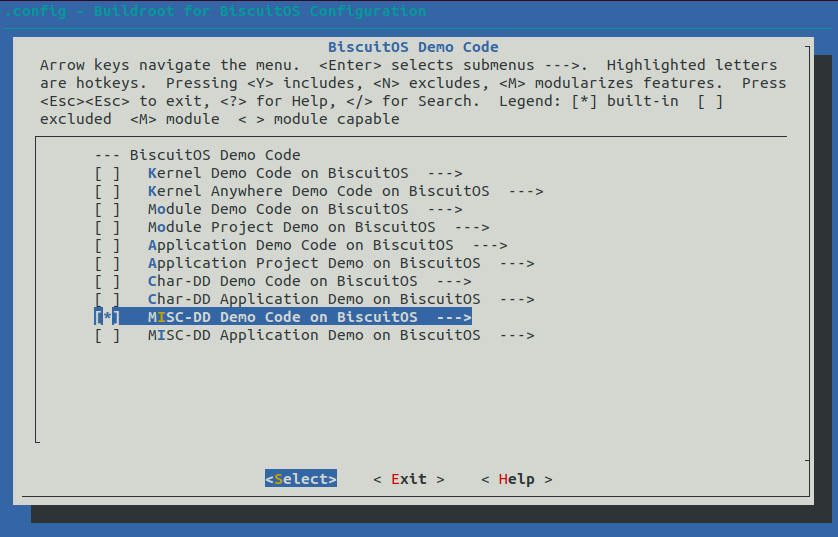 .config - Buildroot for BiscuitOS Configuration
BiscuitOS Demo Code
Arrow keys navigate the menu.  <Enter> selects submenus --->.  Highlighted letters
are hotkeys.  Pressing <Y> includes, <N> excludes, <M> modularizes features.  Press
<Esc><Esc> to exit, <?> for Help, </> for Search.  Legend: [*] built-in  [ ]
excluded  <M> module  < > module capable
--- BiscuitOS Demo Code
[ ]   Kernel Demo Code on BiscuitOS  --->
[ ]   Kernel Anywhere Demo Code on BiscuitOS  --->
[ ]   Module Demo Code on BiscuitOS  --->
[ ]   Module Project Demo on BiscuitOS  --->
[ ]   Application Demo Code on BiscuitOS  --->
[ ]   Application Project Demo on BiscuitOS  --->
[ ]   Char-DD Demo Code on BiscuitOS  --->
[ ]   Char-DD Application Demo on BiscuitOS  --->
[*]   MISC-DD Demo Code on BiscuitOS  --->
[ ]   MISC-DD Application Demo on BiscuitOS  --->
<Select>    < Exit >    < Help >